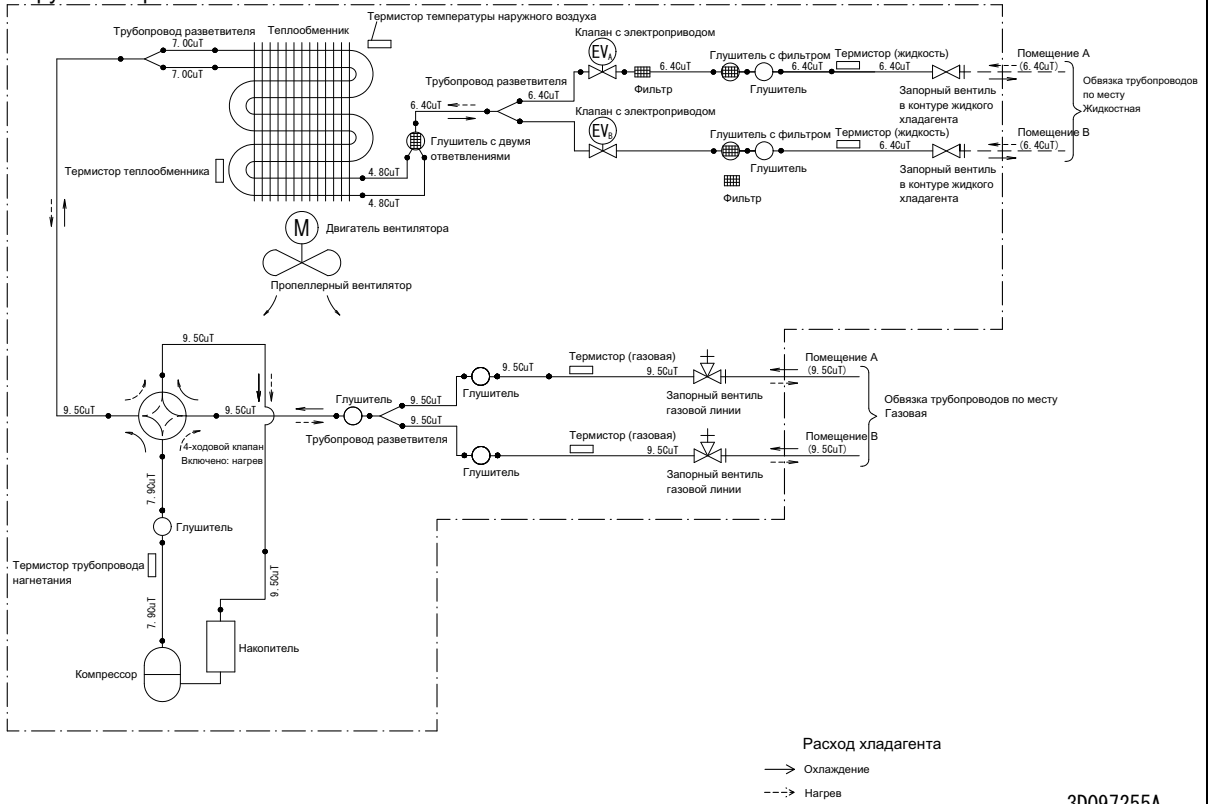 Термистор температуры наружного воздуха
Трубопровод разветвителя
Теплообменник
7.0CuT
7.0CuT
Клапан с электроприводом
EVA
6.4CuT
Фильтр
Глушитель с фильтром
6.4CuT
Глушитель
Термистор (жидкость)
6.4CuT
Помещение A
(6.4CuT)
Запорный вентиль
в контуре жидкого
хладагента
Обвязка трубопроводов
по месту
Жидкостная
Трубопровод разветвителя
6.4CuT
6.4CuT
Клапан с электроприводом
EVB
Глушитель с фильтром
Глушитель
Фильтр
Термистор (жидкость)
6.4CuT
Помещение B
(6.4CuT)
Запорный вентиль
в контуре жидкого
хладагента
Глушитель с двумя
ответвлениями
Термистор теплообменника
4.8CuT
4.8CuT
M
Двигатель вентилятора
Пропеллерный вентилятор
9.5CuT
9.5CuT
9.5CuT
4-ходовой клапан
Включено: нагрев
Глушитель
Трубопровод разветвителя
9.5CuT
9.5CuT
Глушитель
9.5CuT
Термистор (газовая)
9.5CuT
Запорный вентиль
газовой линии
Помещение A
(9.5CuT)
Обвязка трубопроводов по месту
Газовая
Глушитель
Термистор (газовая)
9.5CuT
Запорный вентиль
газовой линии
Помещение B
(9.5CuT)
7.9CuT
Глушитель
Термистор трубопровода
нагнетания
7.9CuT
9.5CuT
Накопитель
Компрессор
Расход хладагента
Охлаждение
Нагрев
3D097255A